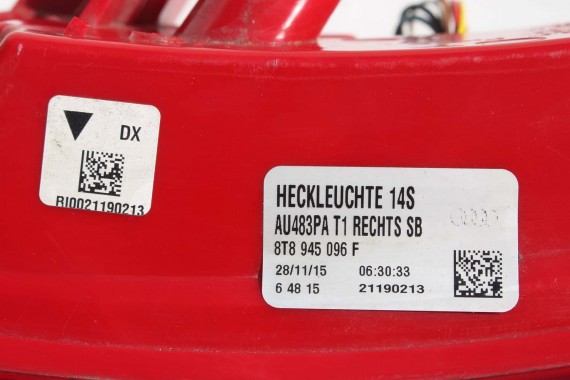 DX
BI0021190213
HECKLEUCHTE 14S
AU483PA T1 RECHTS SB
8T8 945 096 F
28/11/15 06:30:33
6 48 15 21190213